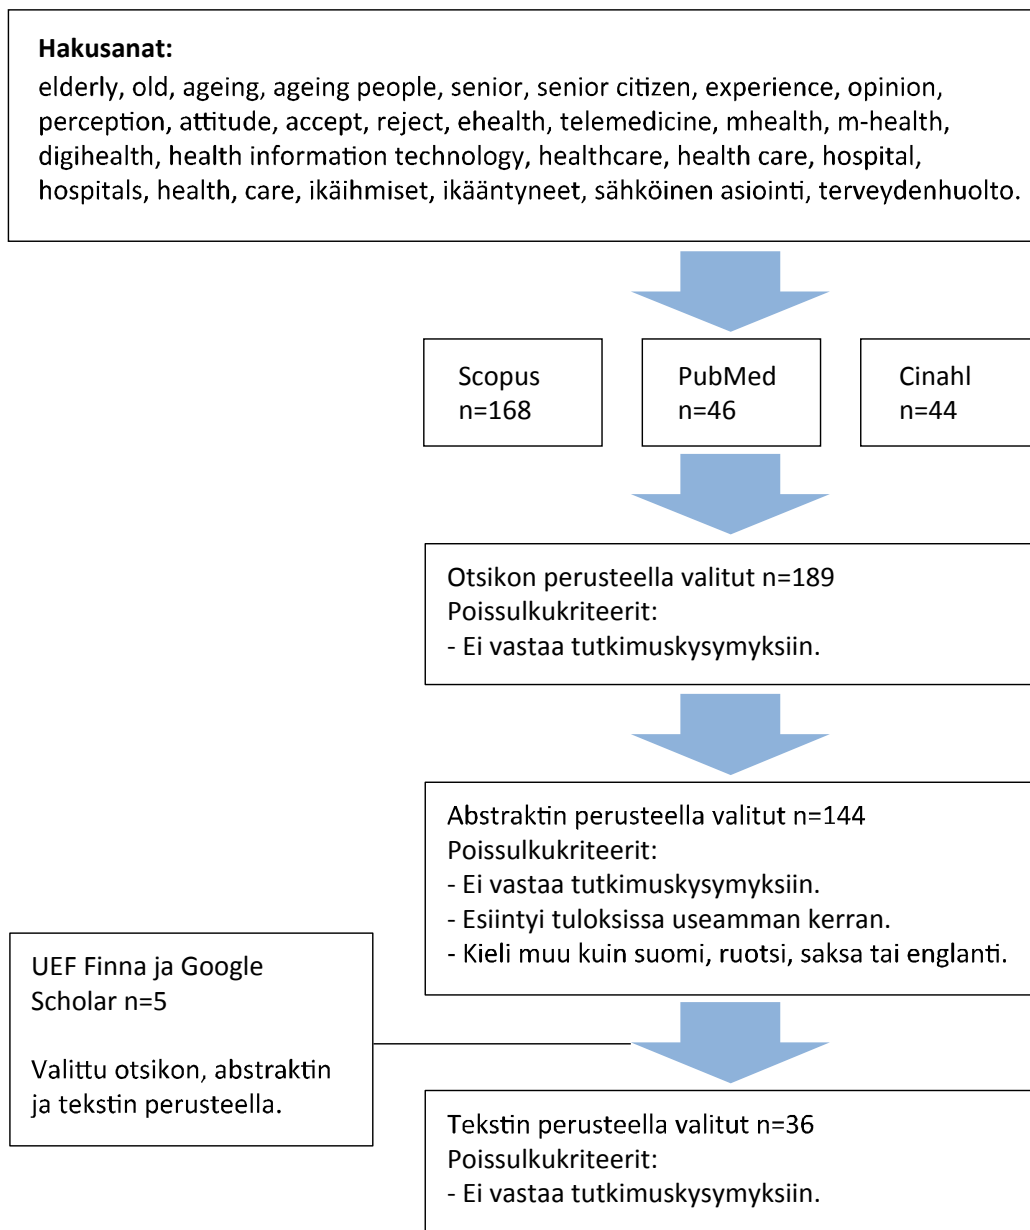 Hakusanat:
elderly, old, ageing, ageing people, senior, senior citizen, experience, opinion,
perception, attitude, accept, reject, ehealth, telemedicine, mhealth, m-health,
digihealth, health information technology, healthcare, health care, hospital,
hospitals, health, care, ikäihmiset, ikääntyneet, sähköinen asiointi, terveydenhuolto.
Scopus
n=168
PubMed
n=46
Cinahl
n=44
Otsikon perusteella valitut n=189
Poissulkukriteerit:
- Ei vastaa tutkimuskysymyksiin.
Abstraktin perusteella valitut n=144
Poissulkukriteerit:
- Ei vastaa tutkimuskysymyksiin.
- Esiintyi tuloksissa useamman kerran.
- Kieli muu kuin suomi, ruotsi, saksa tai englanti.
UEF Finna ja Google
Scholar n=5
Valittu otsikon, abstraktin
ja tekstin perusteella.
Tekstin perusteella valitut n=36
Poissulkukriteerit:
- Ei vastaa tutkimuskysymyksiin.